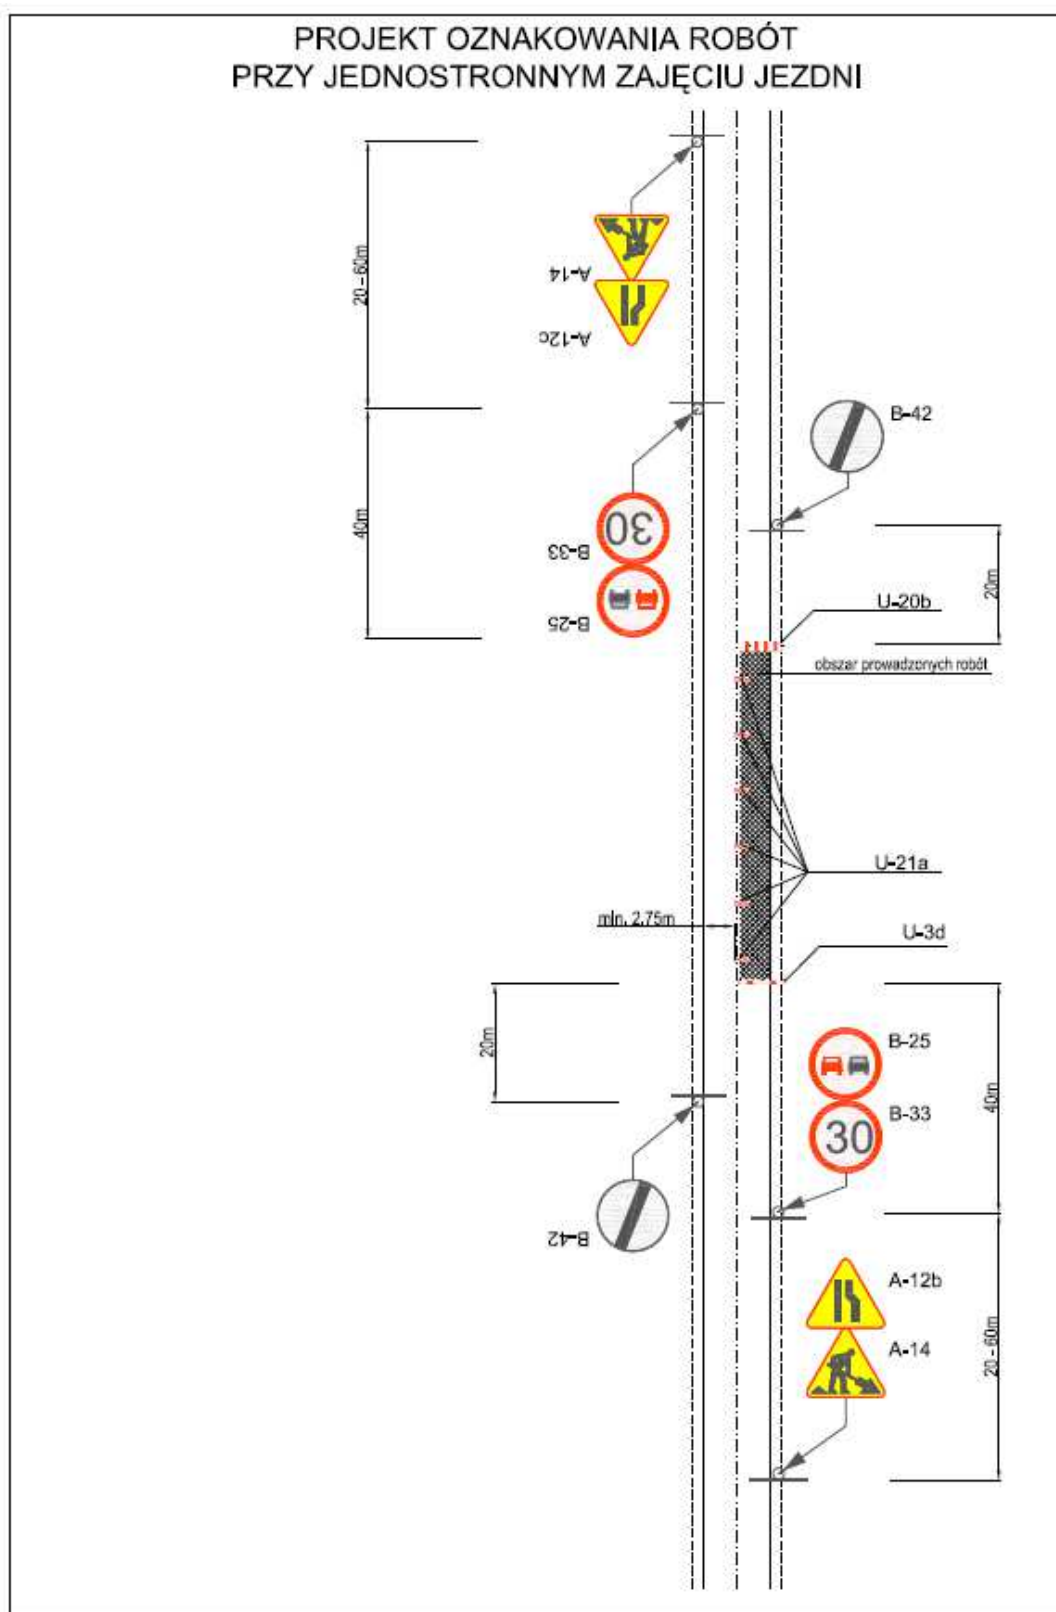 PROJEKT OZNAKOWANIA ROBÓT
PRZY JEDNOSTRONNYM ZAJĘCIU JEZDNI
20 - 60m
A-14
A-12c
40m
30
B-33
B-25
B-42
20m
U-20b
obszar prowadzonych robót
U-21a
min. 2.75m
U-3d
20m
B-42
B-25
B-33
30
40m
A-12b
A-14
20 - 60m